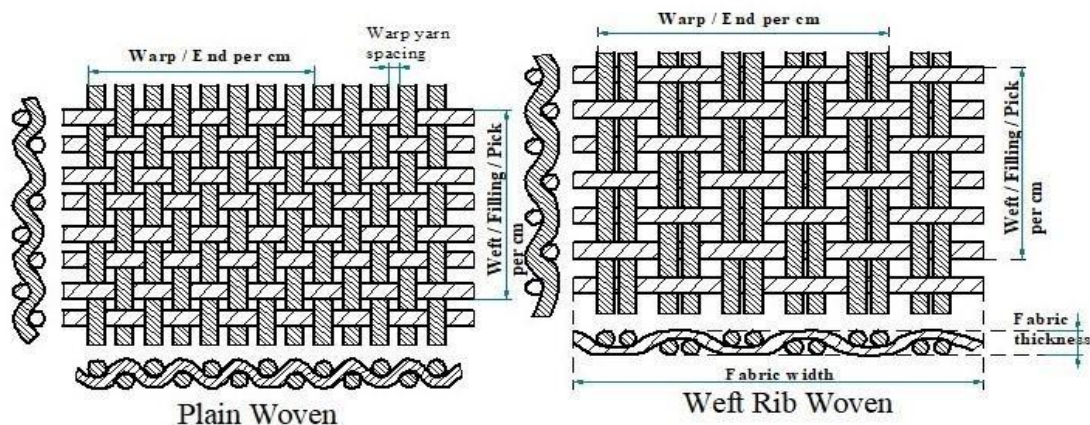 Warp / End per cm
Warp yarn
spacing
Weft / Filling / Pick
per cm
Plain Woven
Warp / End per cm
Weft / Filling / Pick
per cm
Fabric
thickness
Fabric width
Weft Rib Woven